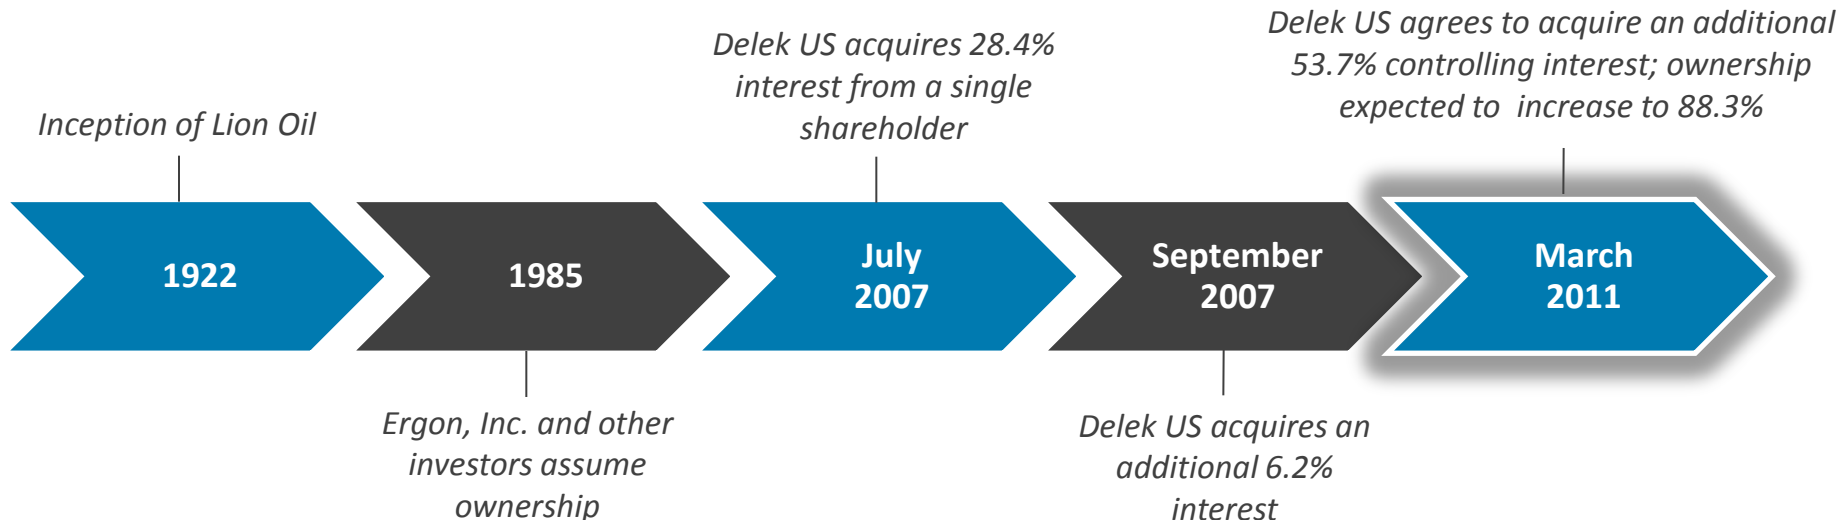 Inception of Lion Oil
1922
1985
Ergon, Inc. and other
investors assume
ownership
Delek US acquires 28.4%
interest from a single
shareholder
July
2007
September
2007
Delek US acquires an
additional 6.2%
interest
Delek US agrees to acquire an additional
53.7% controlling interest; ownership
expected to  increase to 88.3%
March
2011